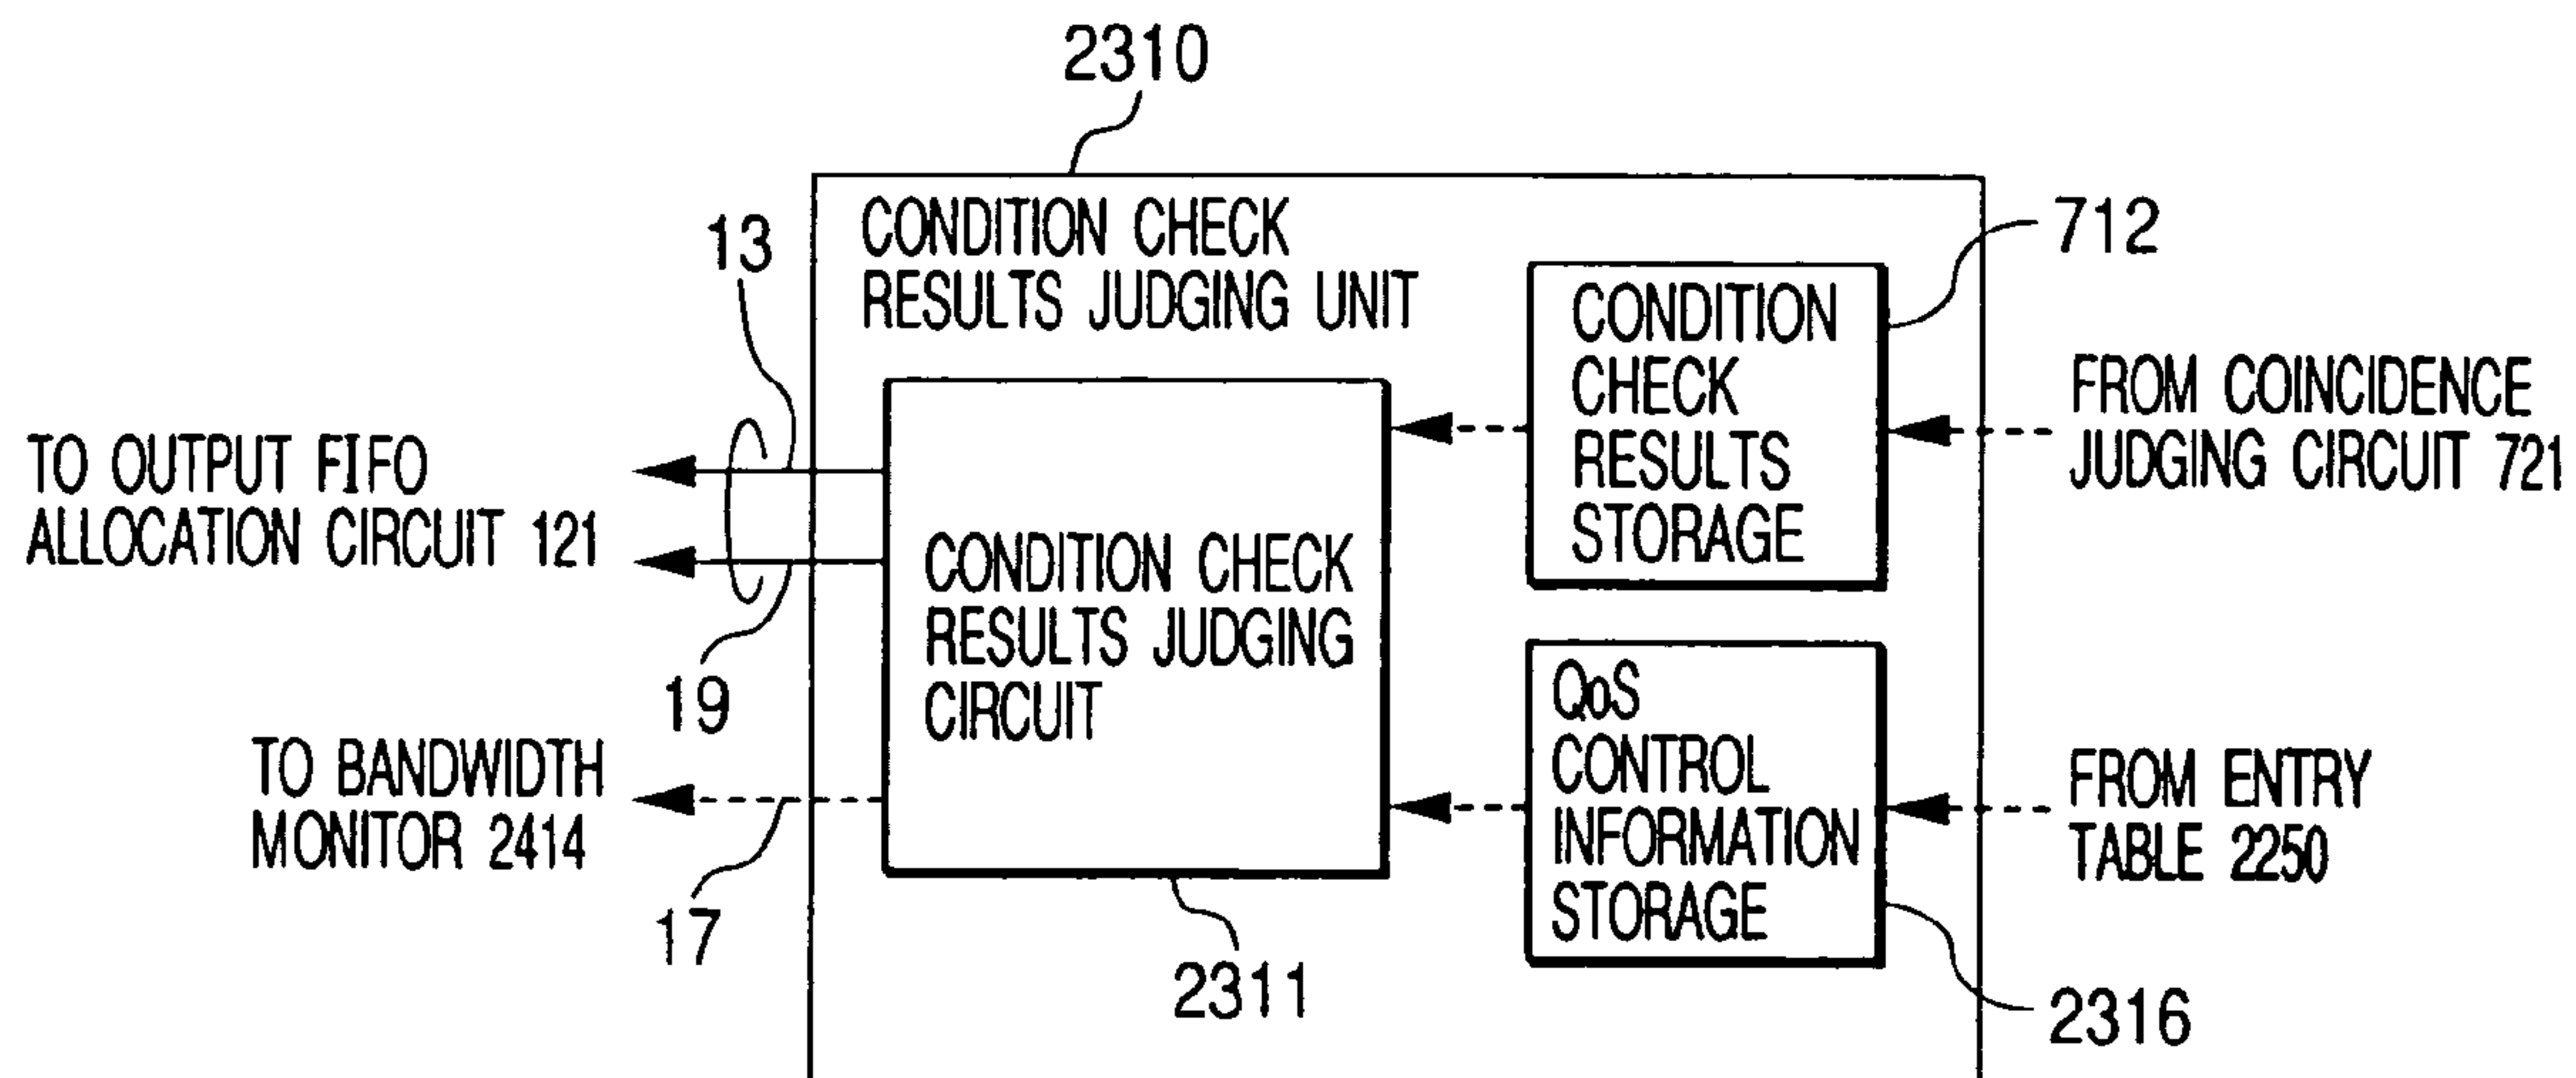 2310
CONDITION CHECK
RESULTS JUDGING UNIT
13
712
CONDITION
CHECK
RESULTS
STORAGE
FROM COINCIDENCE
JUDGING CIRCUIT 721
TO OUTPUT FIFO
ALLOCATION CIRCUIT 121
CONDITION CHECK
RESULTS JUDGING
CIRCUIT
19
QoS
CONTROL
INFORMATION
STORAGE
TO BANDWIDTH
MONITOR 2414
FROM ENTRY
TABLE 2250
17
2311
2316